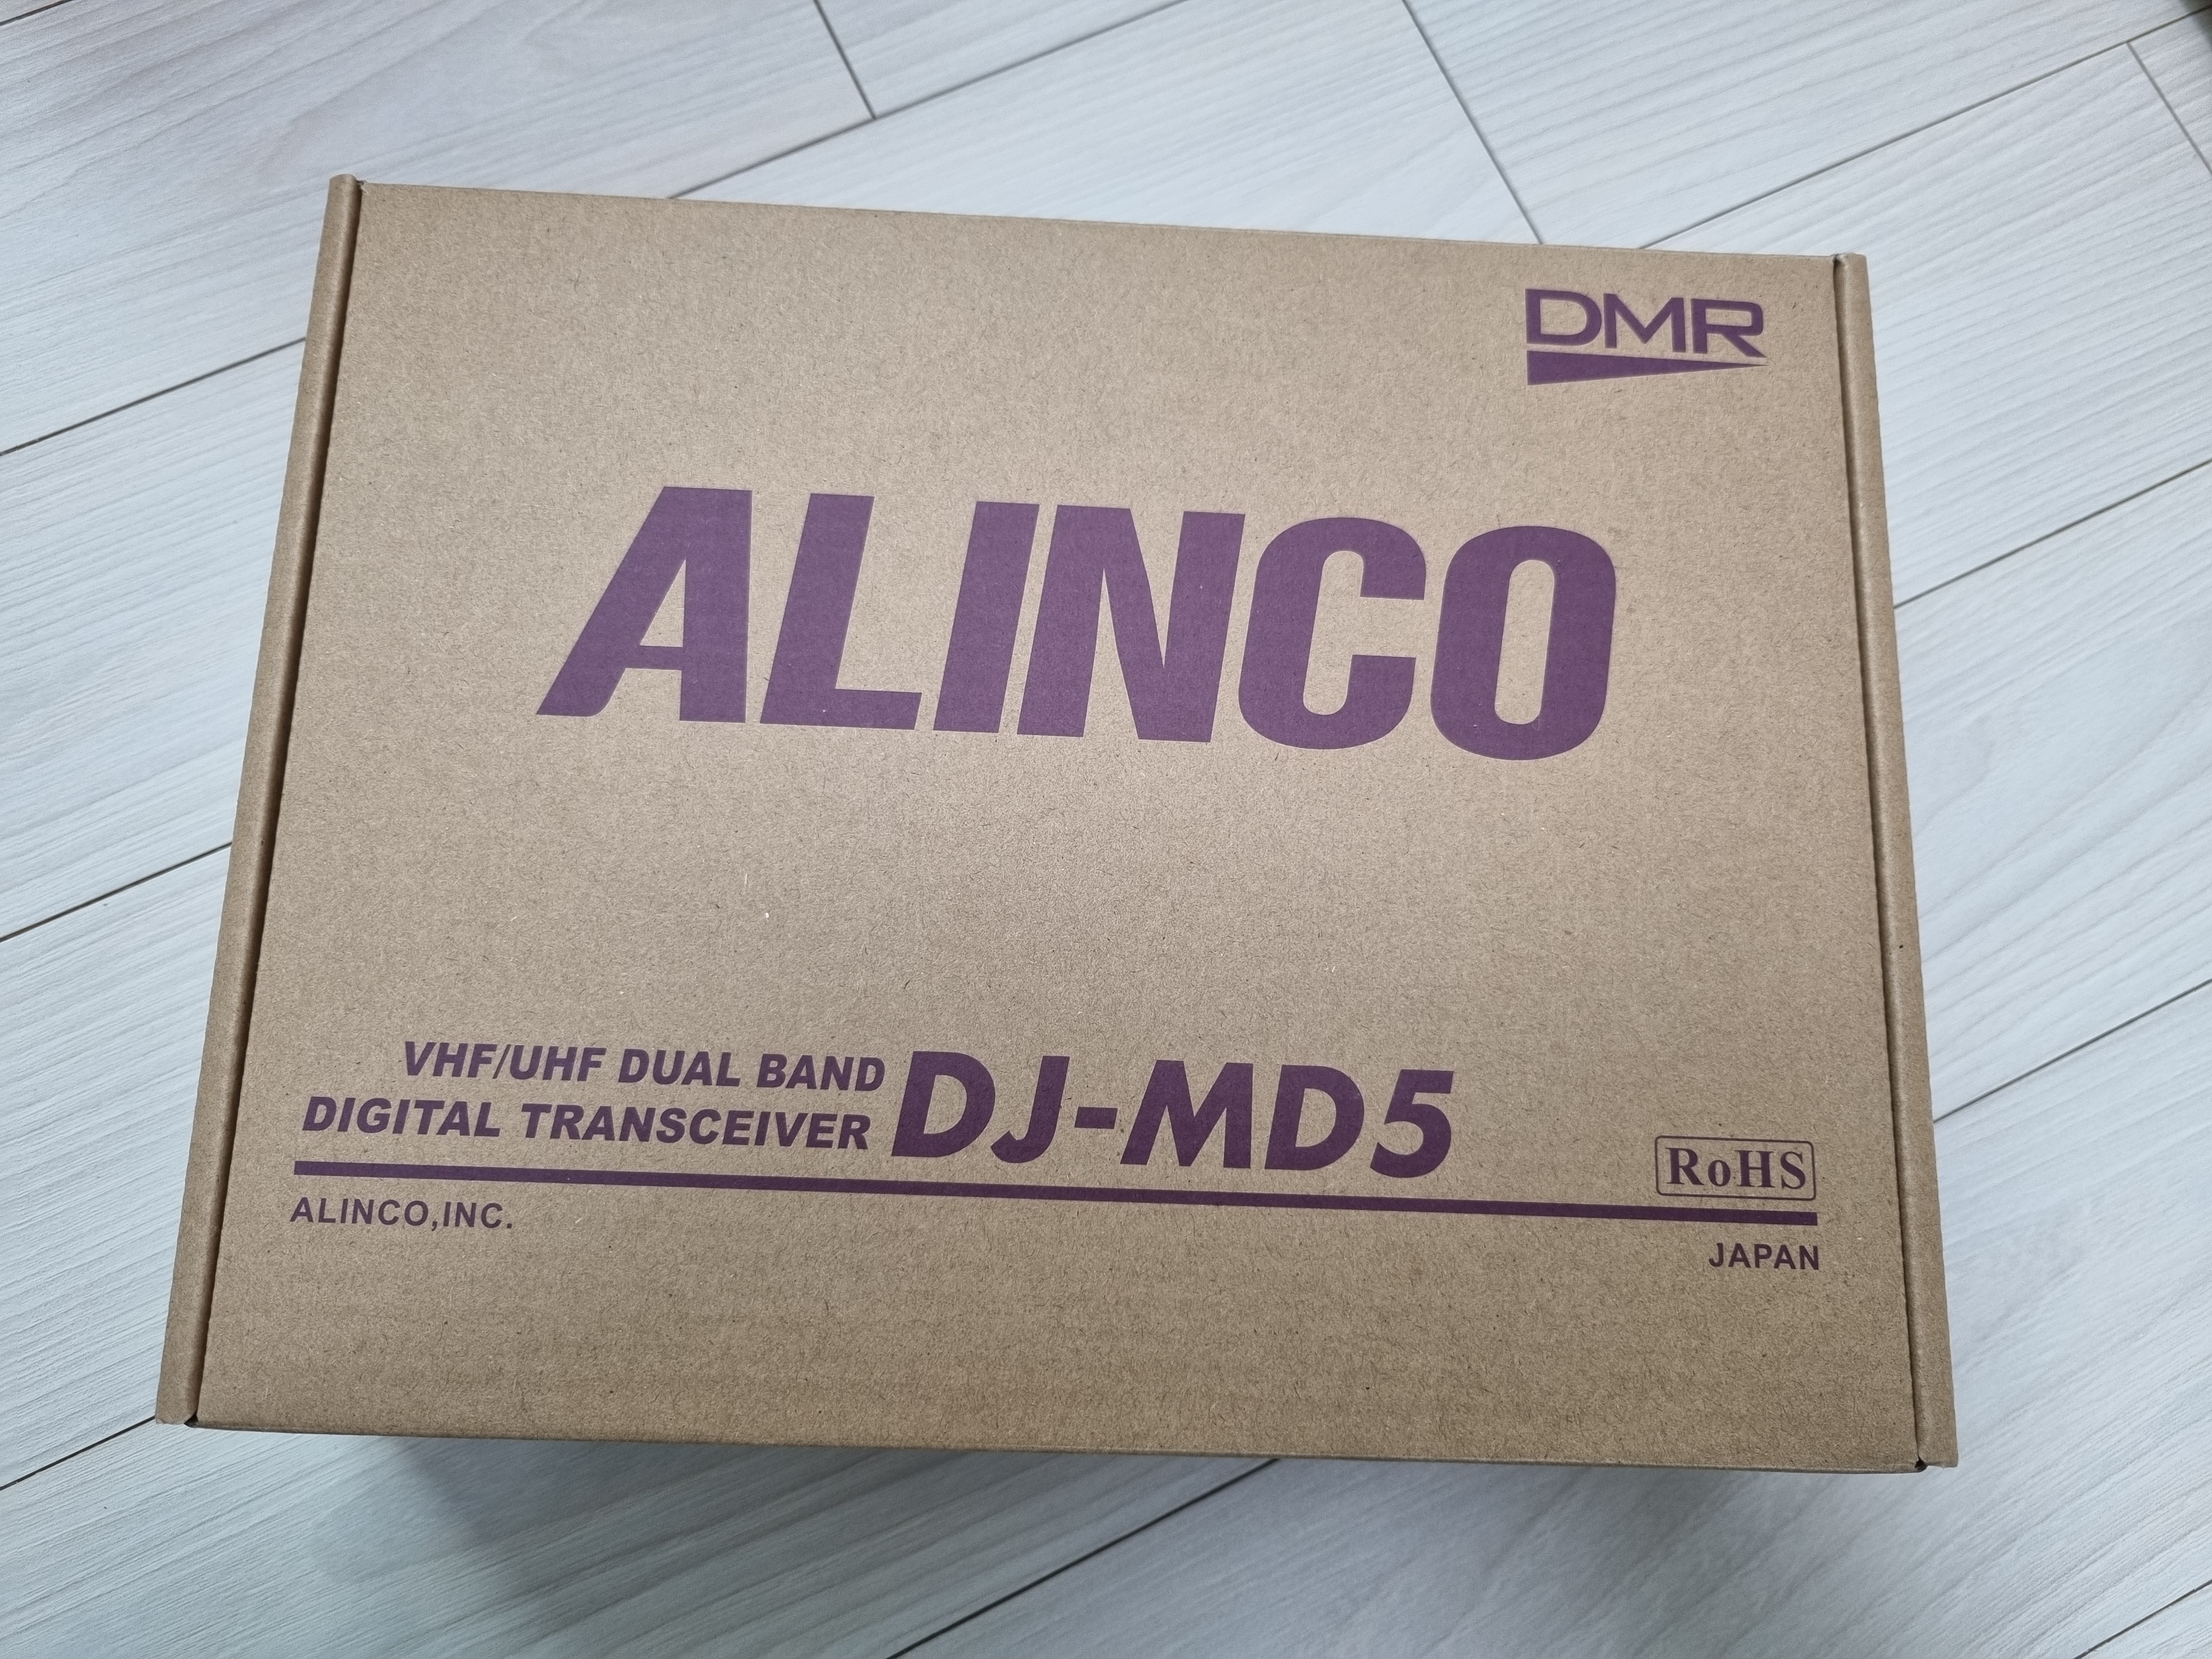 DMR
ALINCO
VHF/UHF DUAL BAND
DIGITAL TRANSCEIVER DJ-MD5
RoHS
ALINCO,INC.
JAPAN